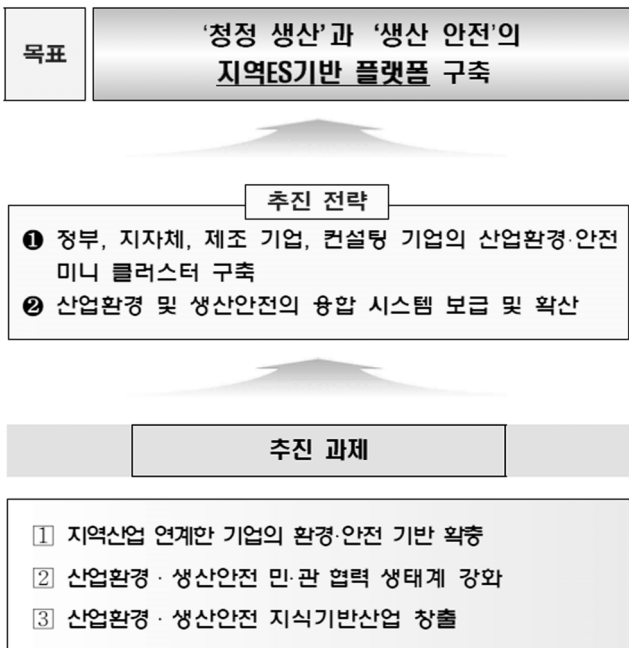 목표
‘청정 생산’과 ‘생산 안전’의
지역ES기반 플랫폼 구축
추진 전략
❶ 정부, 지자체, 제조 기업, 컨설팅 기업의 산업환경·안전
미니 클러스터 구축
❷ 산업환경 및 생산안전의 융합 시스템 보급 및 확산
추진 과제
1 지역산업 연계한 기업의 환경·안전 기반 확충
2 산업환경 · 생산안전 민·관 협력 생태계 강화
3 산업환경 · 생산안전 지식기반산업 창출